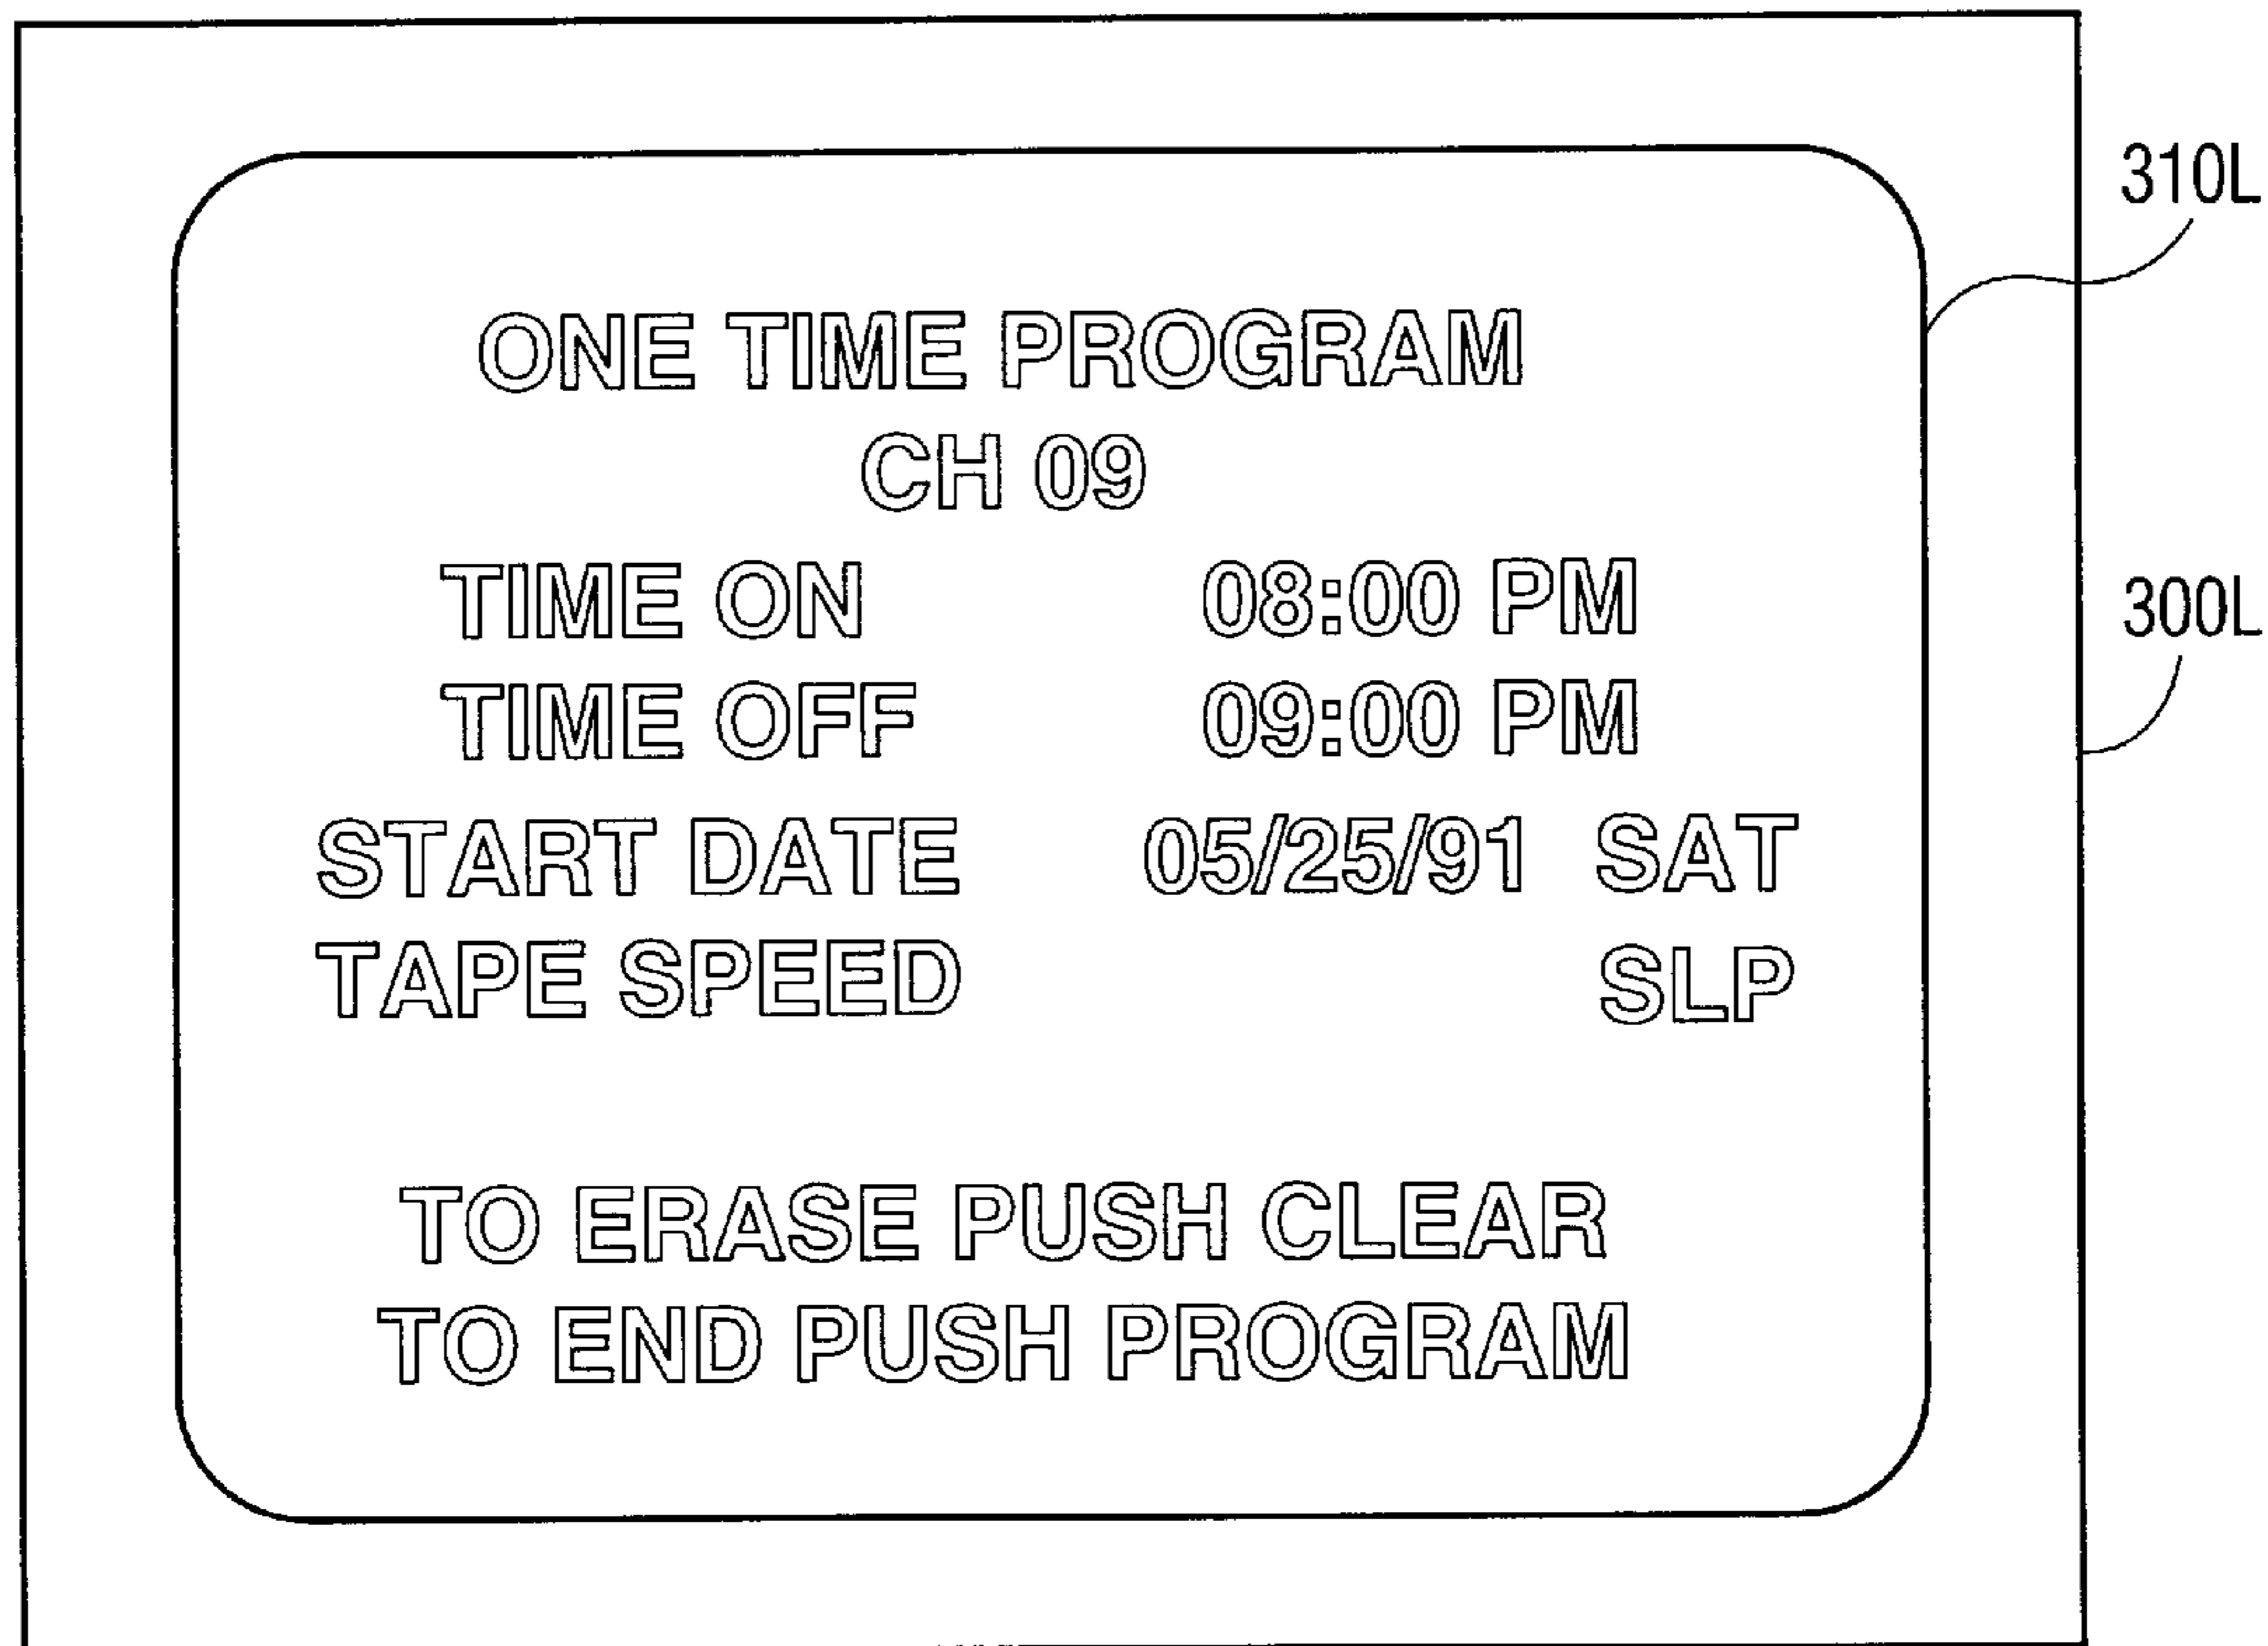 ONE TIME PROGRAM
CH 09
TIME ON 08:00 PM
TIME OFF 09:00 PM
START DATE 05/25/91 SAT
TAPE SPEED SLP
TO ERASE PUSH CLEAR
TO END PUSH PROGRAM
310L
300L